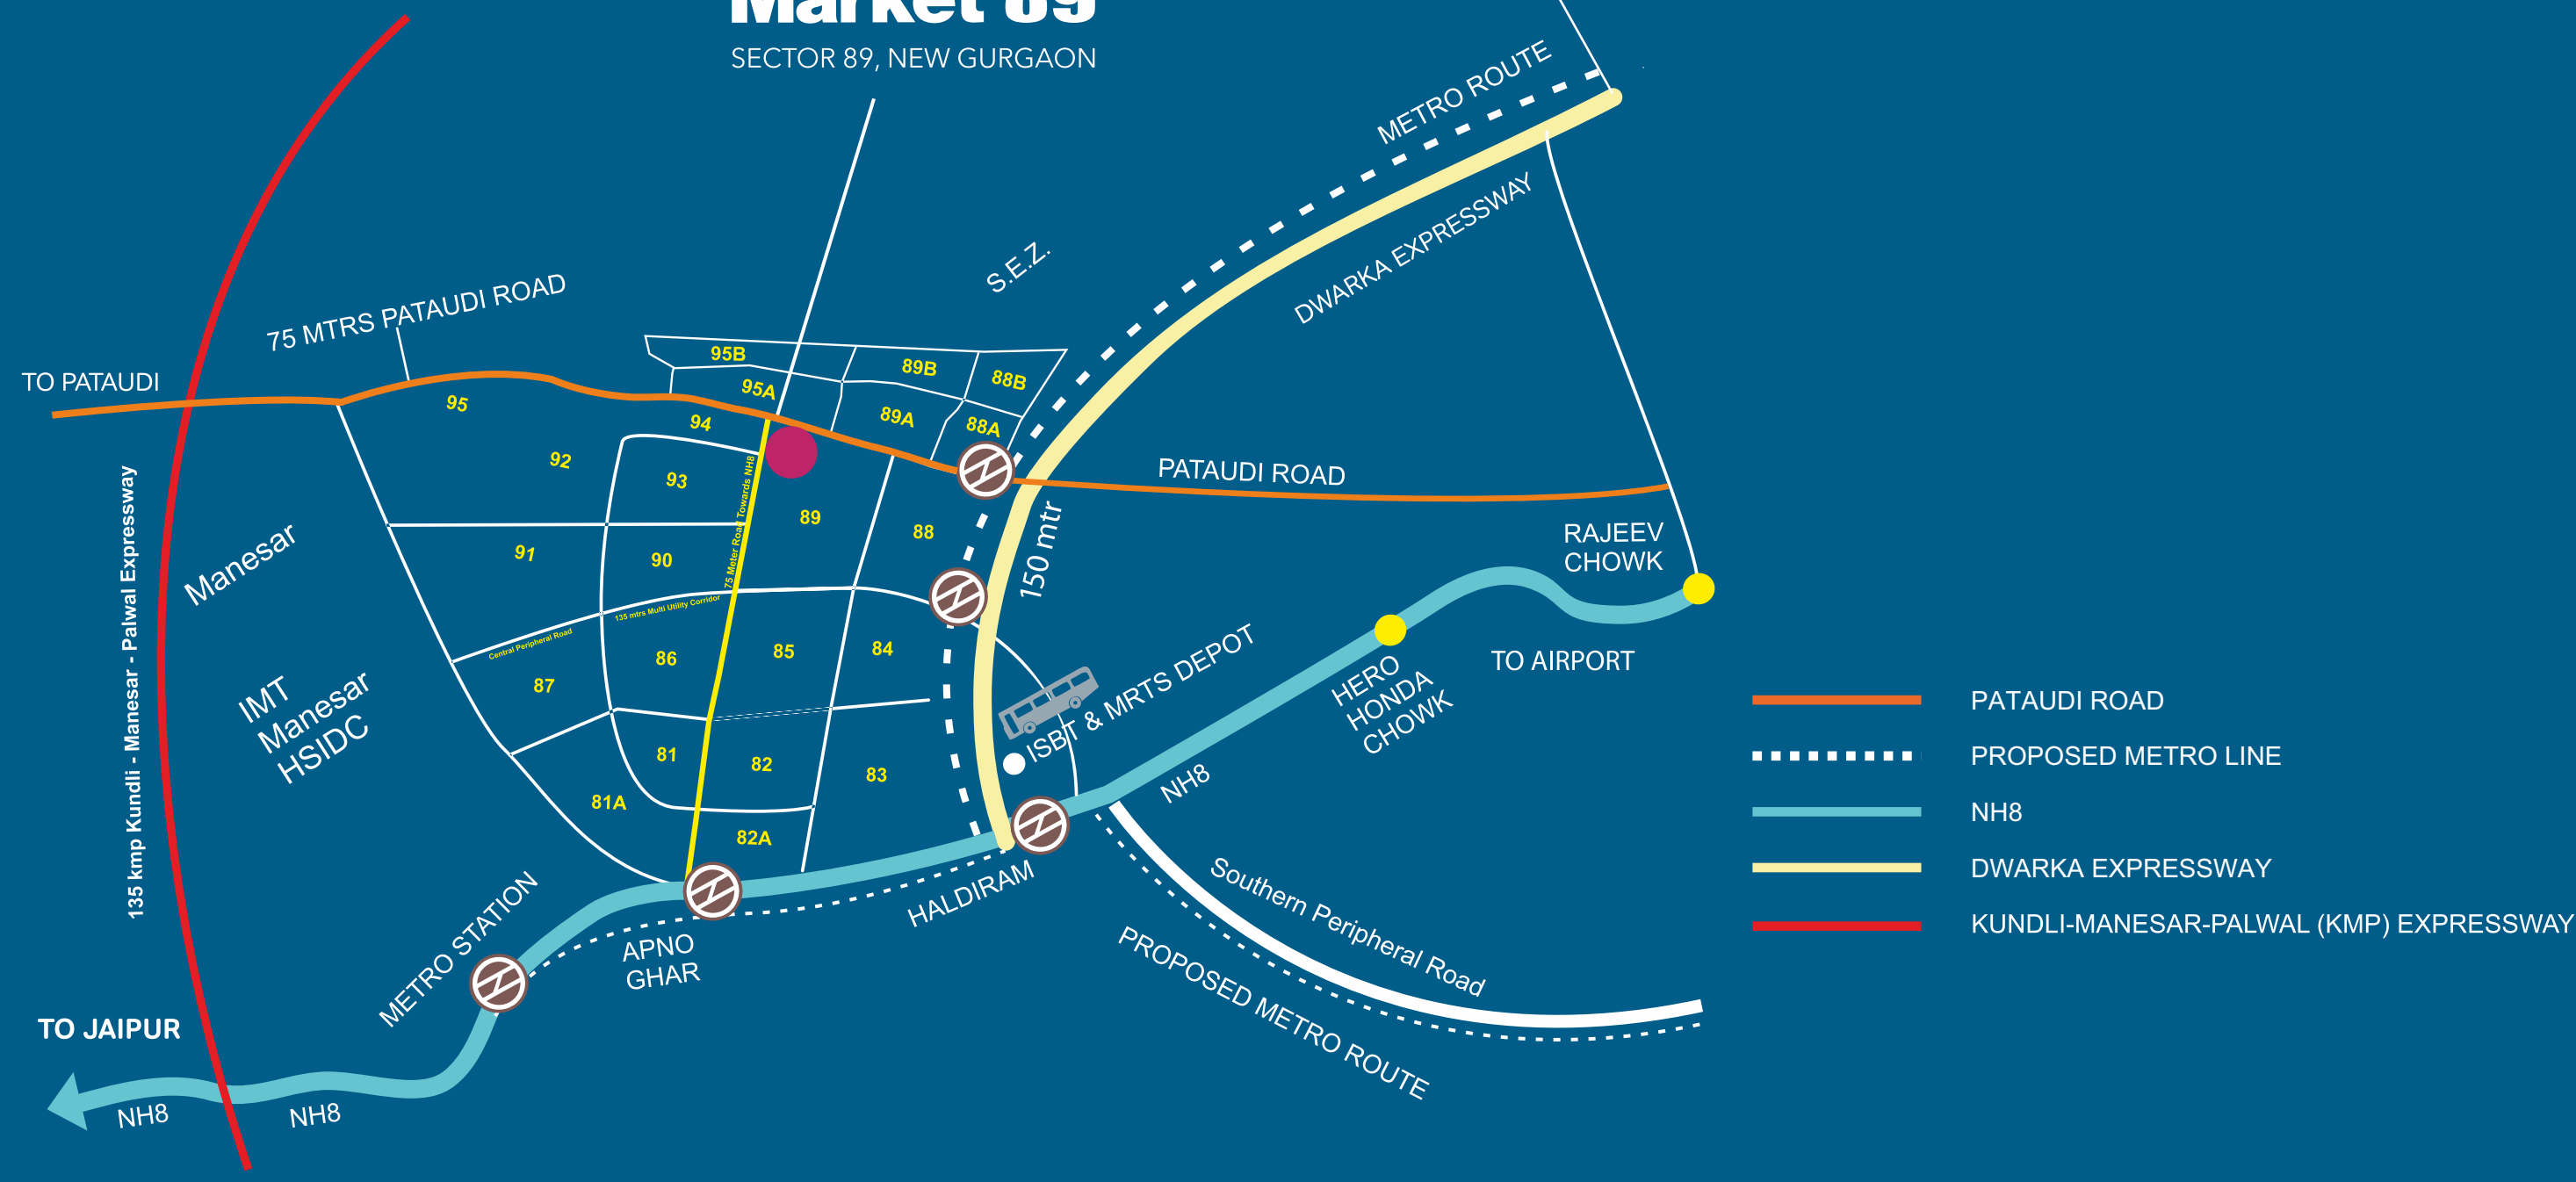 Market 89
SECTOR 89, NEW GURGAON
METRO ROUTE
DWARKA EXPRESSWAY
S.E.Z.
75 MTRS PATAUDI ROAD
TO PATAUDI
95B
89B
88B
95A
89A
88A
95
94
92
93
89
88
91
90
75 Meter Road Towards NH8
150 mtr
PATAUDI ROAD
RAJEEV
CHOWK
135 kmp Kundli - Manesar - Palwal Expressway
Manesar
135 mtrs Multi Utility Corridor
Central Peripheral Road
86
85
84
87
IMT
Manesar
HSIDC
ISBT & MRTS DEPOT
HERO
HONDA
CHOWK
TO AIRPORT
81
82
83
81A
82A
NH8
HALDIRAM
METRO STATION
APNO
GHAR
Southern Peripheral Road
PROPOSED METRO ROUTE
TO JAIPUR
NH8
NH8
PATAUDI ROAD
PROPOSED METRO LINE
NH8
DWARKA EXPRESSWAY
KUNDLI-MANESAR-PALWAL (KMP) EXPRESSWAY